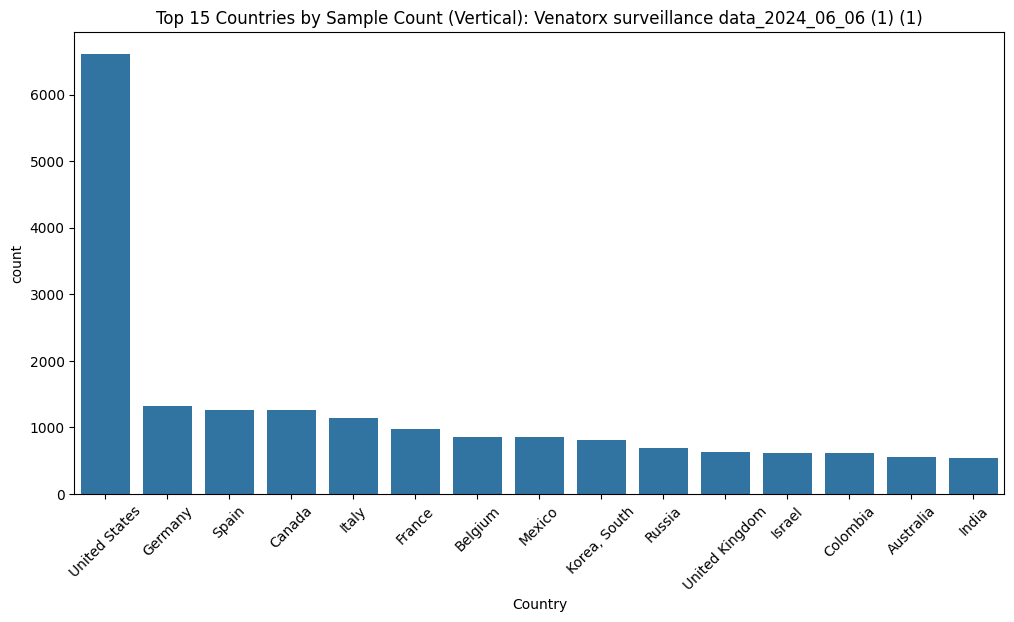 Top 15 Countries by Sample Count (Vertical): Venatorx surveillance data_2024_06_06 (1) (1)
count
6000
5000
4000
3000
2000
1000
0
United States
Germany
Spain
Canada
Italy
France
Belgium
Mexico
Korea, South
Russia
United Kingdom
Israel
Colombia
Australia
India
Country